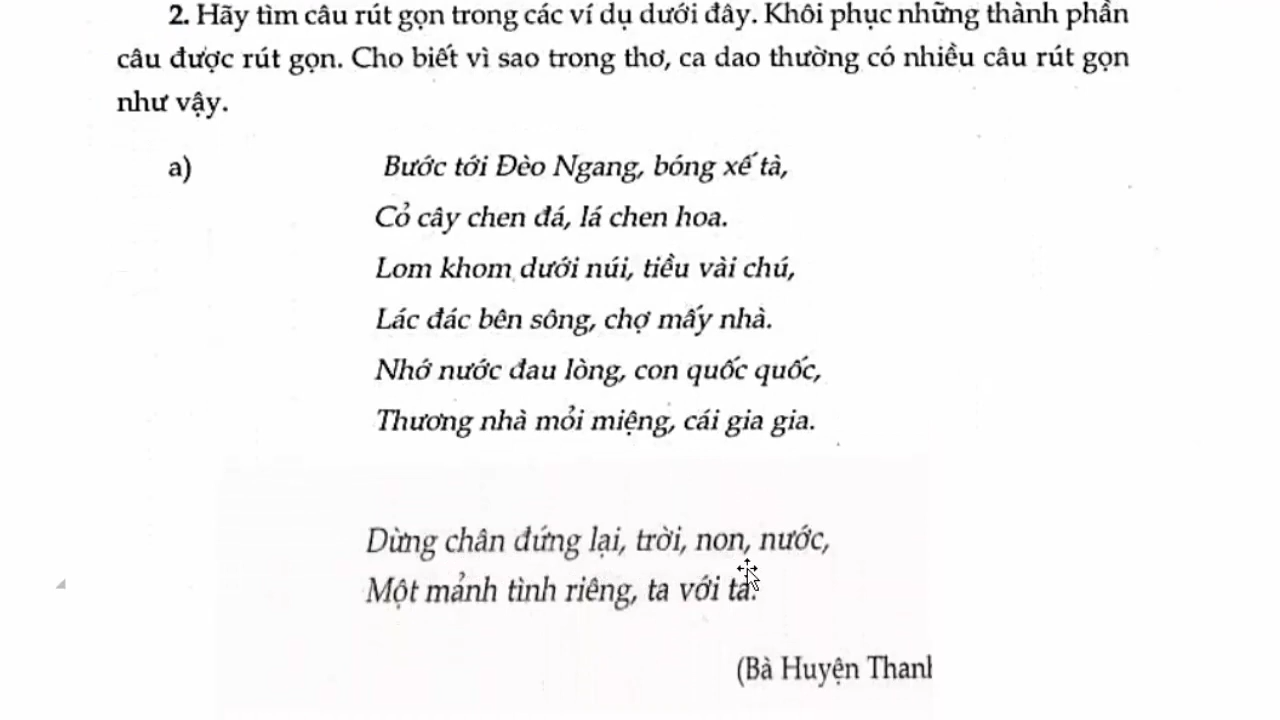 2. Hãy tìm câu rút gọn trong các ví dụ dưới đây. Khôi phục những thành phần
câu được rút gọn. Cho biết vì sao trong thơ, ca dao thường có nhiều câu rút gọn
như vậy.
a) Bước tới Đèo Ngang, bóng xế tà,
Cỏ cây chen đá, lá chen hoa.
Lom khom dưới núi, tiều vài chú,
Lác đác bên sông, chợ mấy nhà.
Nhớ nước đau lòng, con quốc quốc,
Thương nhà mỏi miệng, cái gia gia.
Dừng chân đứng lại, trời, non, nước,
Một mảnh tình riêng, ta với ta.
(Bà Huyện Thanh